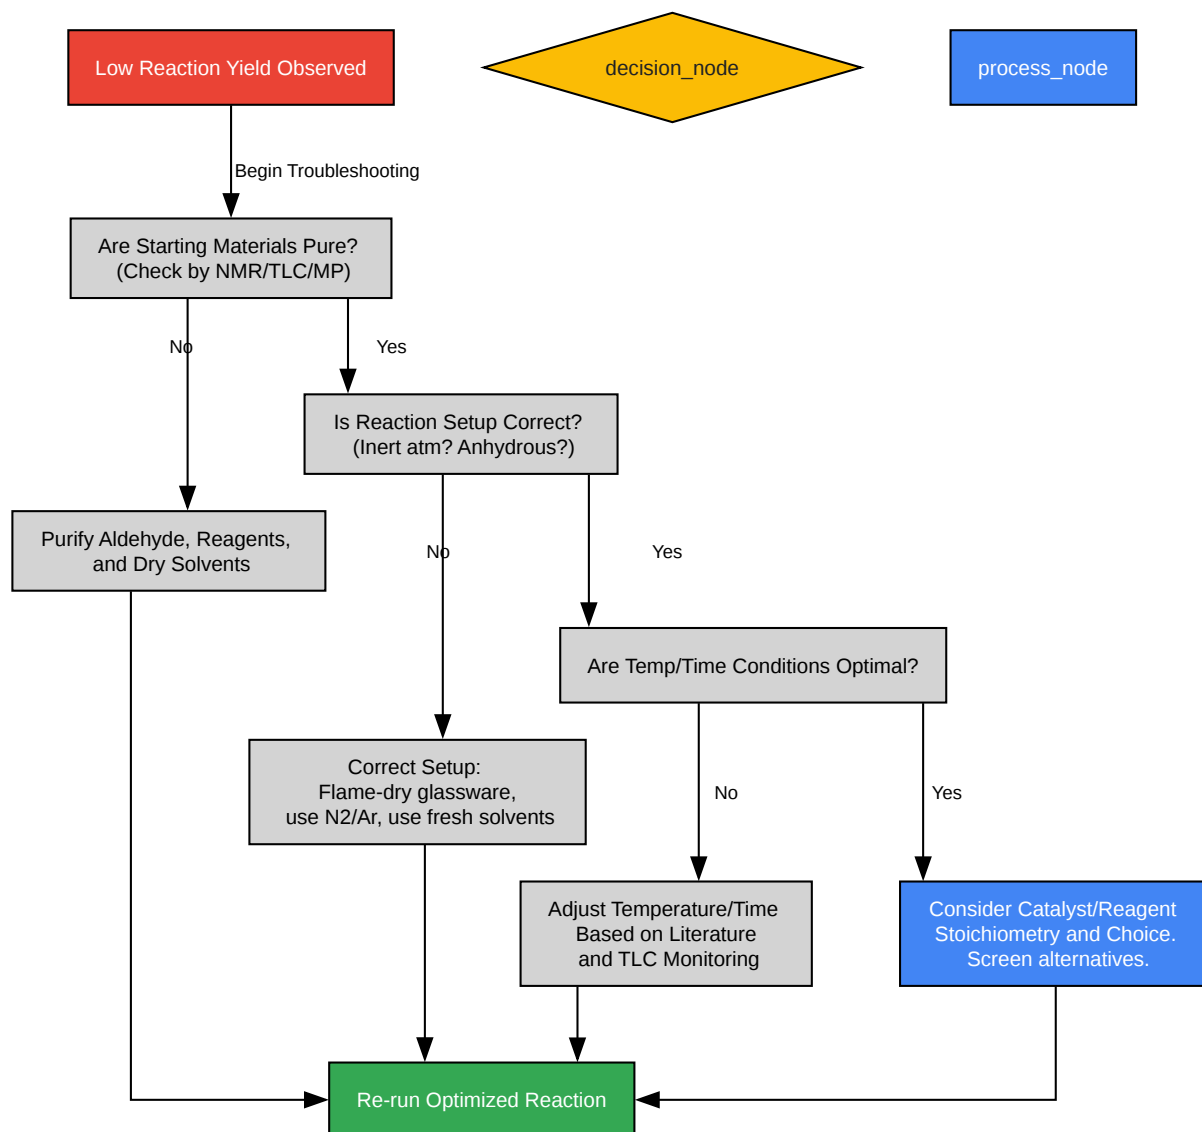 Low Reaction Yield Observed
decision_node
process_node
Begin Troubleshooting
Are Starting Materials Pure?
(Check by NMR/TLC/MP)
No
Yes
Is Reaction Setup Correct?
(Inert atm? Anhydrous?)
Purify Aldehyde, Reagents,
and Dry Solvents
No
Yes
Are Temp/Time Conditions Optimal?
Correct Setup:
Flame-dry glassware,
use N2/Ar, use fresh solvents
No
Yes
Adjust Temperature/Time
Based on Literature
and TLC Monitoring
Consider Catalyst/Reagent
Stoichiometry and Choice.
Screen alternatives.
Re-run Optimized Reaction